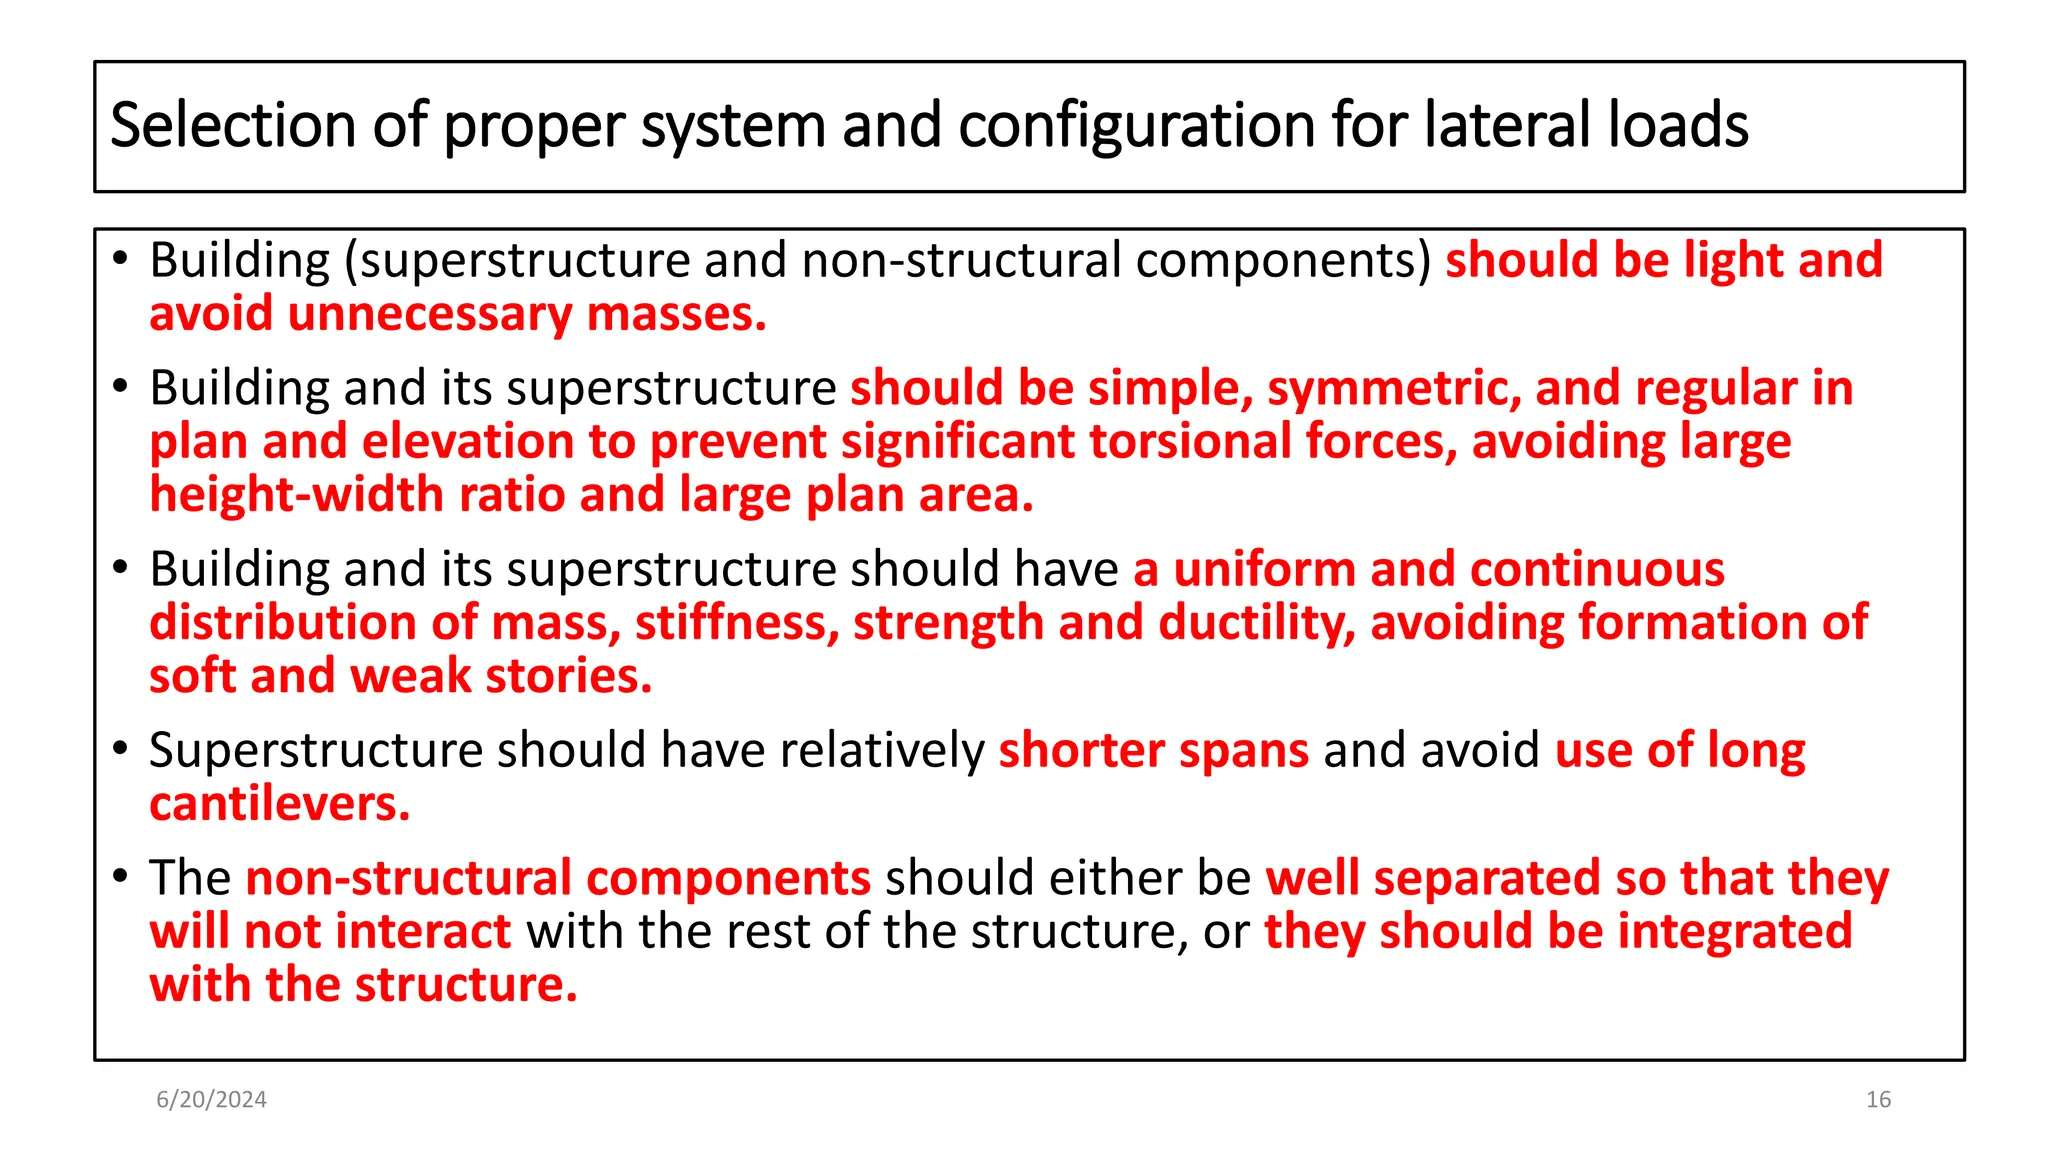 Selection of proper system and configuration for lateral loads
• Building (superstructure and non-structural components) should be light and
avoid unnecessary masses.
• Building and its superstructure should be simple, symmetric, and regular in
plan and elevation to prevent significant torsional forces, avoiding large
height-width ratio and large plan area.
• Building and its superstructure should have a uniform and continuous
distribution of mass, stiffness, strength and ductility, avoiding formation of
soft and weak stories.
• Superstructure should have relatively shorter spans and avoid use of long
cantilevers.
• The non-structural components should either be well separated so that they
will not interact with the rest of the structure, or they should be integrated
with the structure.
6/20/2024
16